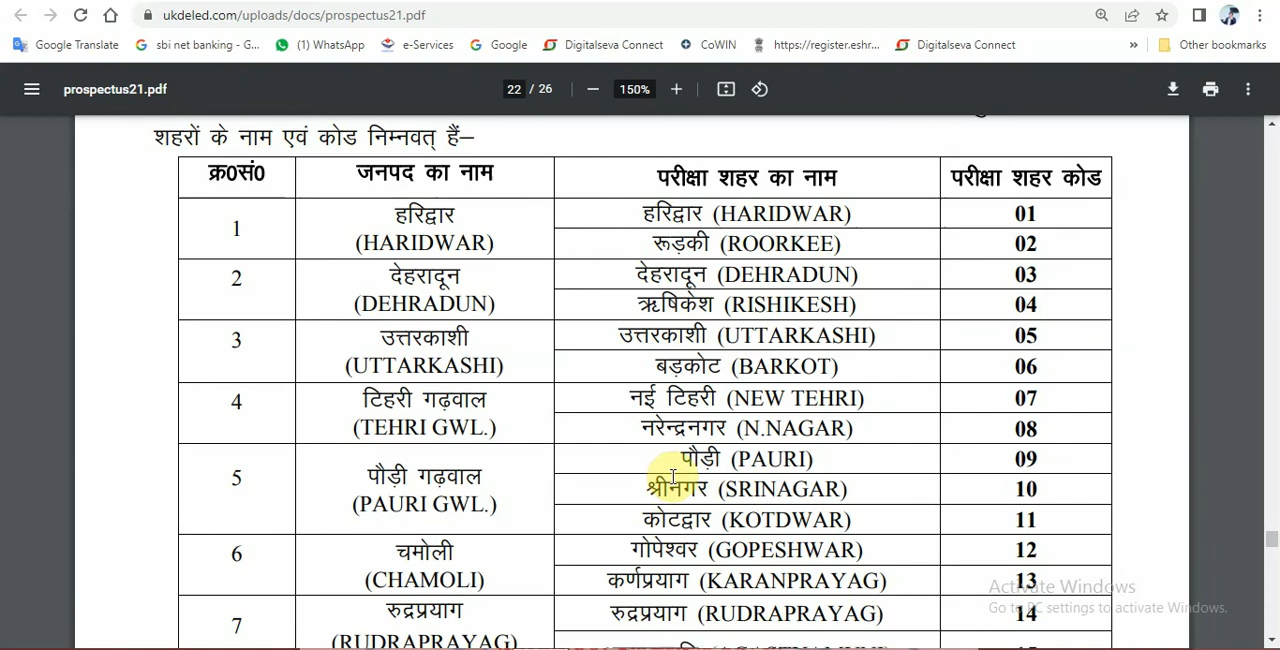 ukdeled.com/uploads/docs/prospectus21.pdf
Google Translate sbi net banking - G... (1) WhatsApp e-Services Google Digitalseva Connect CoWIN https://register.eshr... Digitalseva Connect » Other bookmarks
prospectus21.pdf 22 / 26 — 150% +
शहरों के नाम एवं कोड निम्नवत् हैं–
क्र0सं0 जनपद का नाम परीक्षा शहर का नाम परीक्षा शहर कोड
1 हरिद्वार (HARIDWAR) हरिद्वार (HARIDWAR) 01
रूड़की (ROORKEE) 02
2 देहरादून (DEHRADUN) देहरादून (DEHRADUN) 03
ऋषिकेश (RISHIKESH) 04
3 उत्तरकाशी (UTTARKASHI) उत्तरकाशी (UTTARKASHI) 05
बड़कोट (BARKOT) 06
4 टिहरी गढ़वाल (TEHRI GWL.) नई टिहरी (NEW TEHRI) 07
नरेन्द्रनगर (N.NAGAR) 08
5 पौड़ी गढ़वाल (PAURI GWL.) पौड़ी (PAURI) 09
श्रीनगर (SRINAGAR) 10
कोटद्वार (KOTDWAR) 11
6 चमोली (CHAMOLI) गोपेश्वर (GOPESHWAR) 12
कर्णप्रयाग (KARANPRAYAG) 13
7 रुद्रप्रयाग (RUDRAPRAYAG) रुद्रप्रयाग (RUDRAPRAYAG) 14
Activate Windows
Go to PC settings to activate Windows.